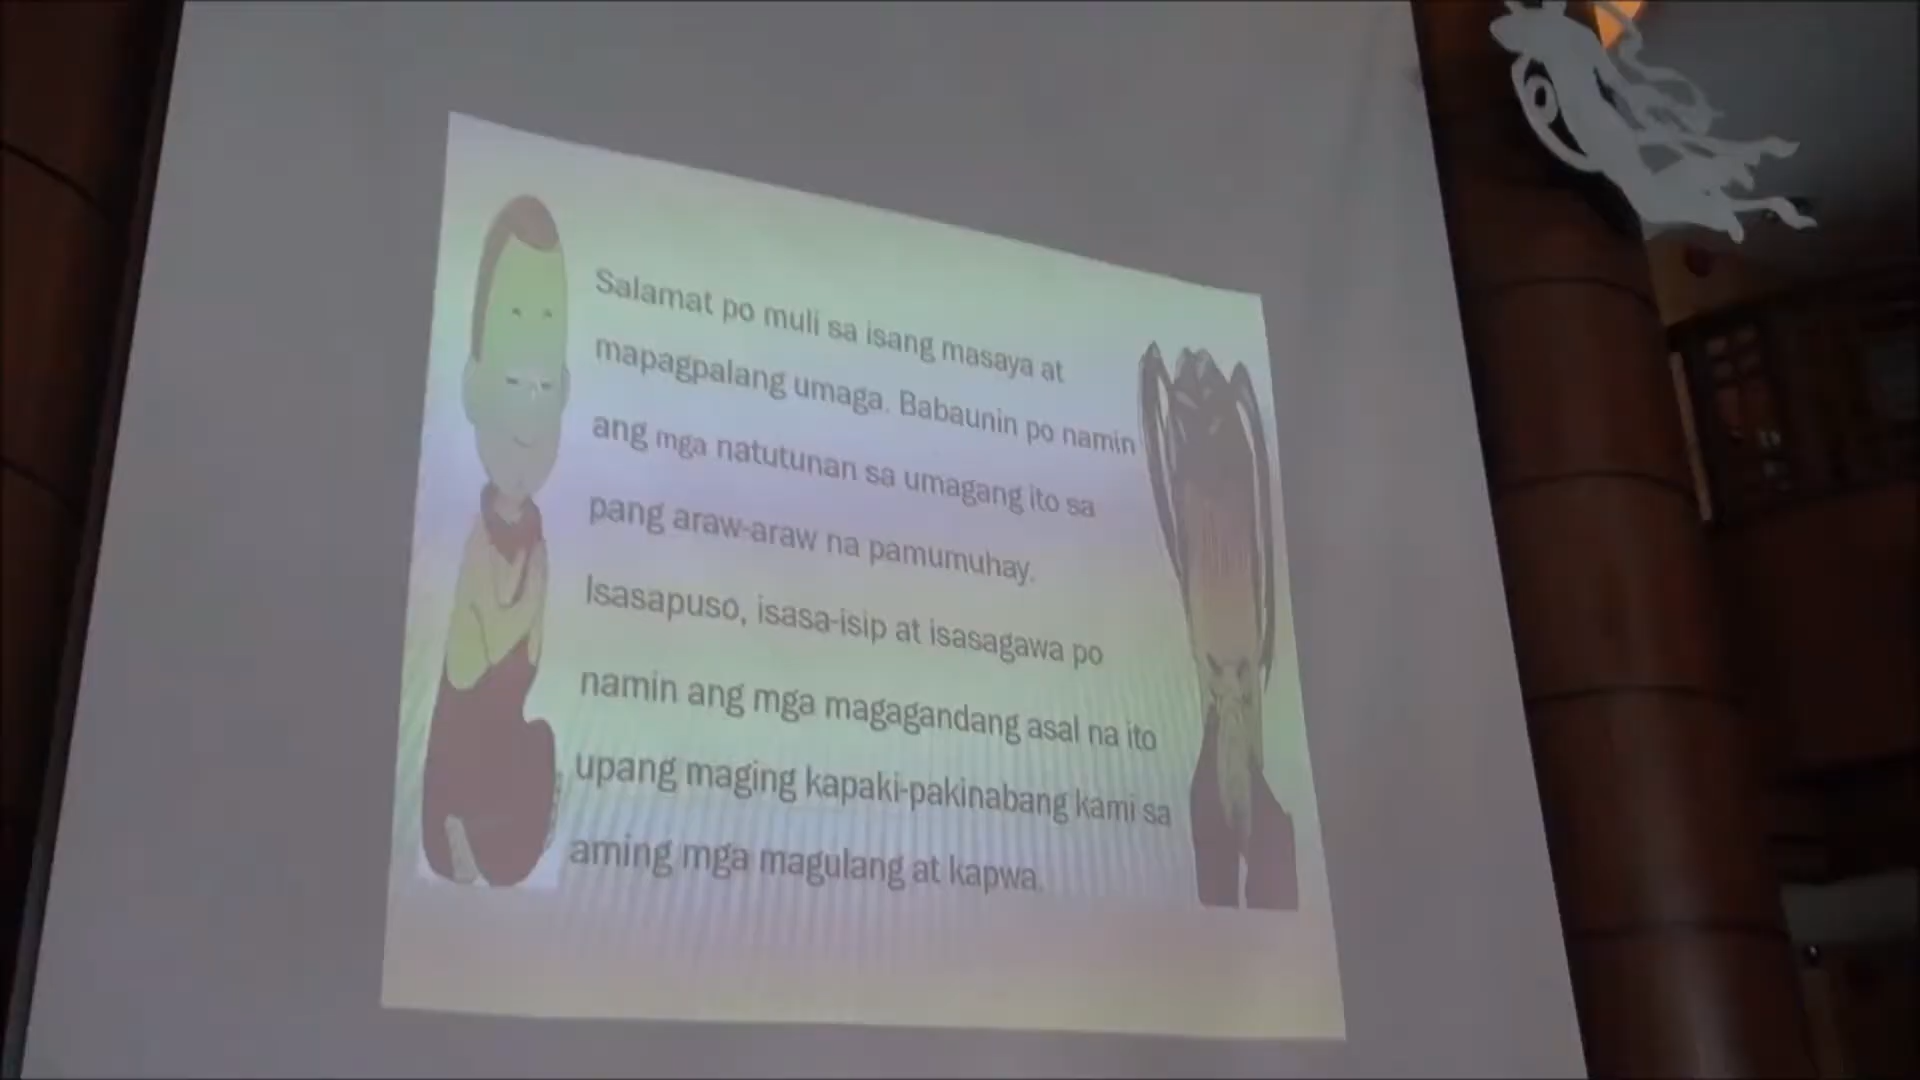 Salamat po muli sa isang masaya at
mapagpalang umaga. Babaunin po namin
ang mga natutunan sa umagang ito sa
pang araw-araw na pamumuhay.
Isasapuso, isasa-isip at isasagawa po
namin ang mga magagandang asal na ito
upang maging kapaki-pakinabang kami sa
aming mga magulang at kapwa.